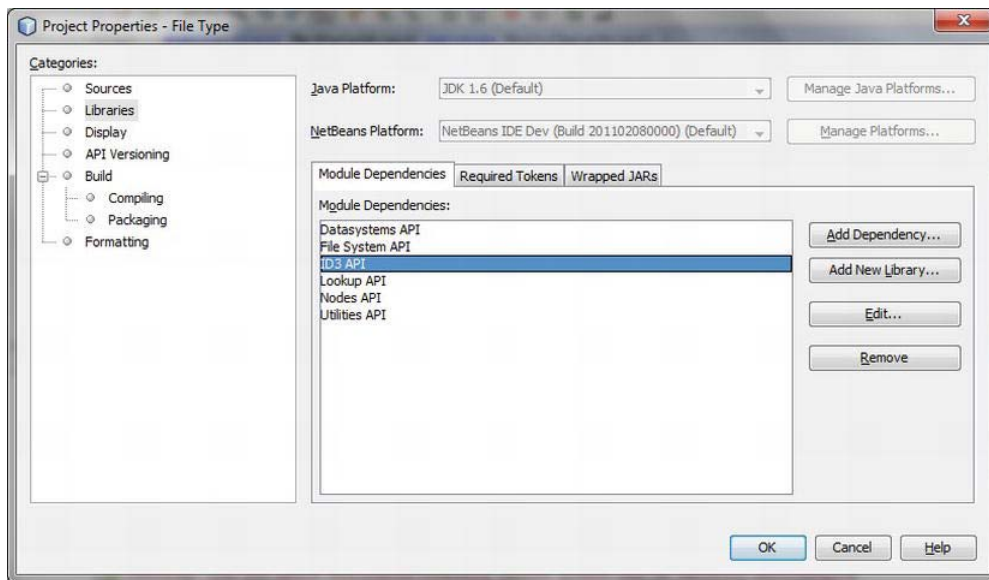 Project Properties - File Type
Categories:
Sources
Libraries
Display
API Versioning
Build
Compiling
Packaging
Formatting
Java Platform: JDK 1.6 (Default) Manage Java Platforms...
NetBeans Platform: NetBeans IDE Dev (Build 201102080000) (Default) Manage Platforms...
Module Dependencies Required Tokens Wrapped JARs
Module Dependencies:
Datasystems API
File System API
ID3 API
Lookup API
Nodes API
Utilities API
Add Dependency...
Add New Library...
Edit...
Remove
OK Cancel Help